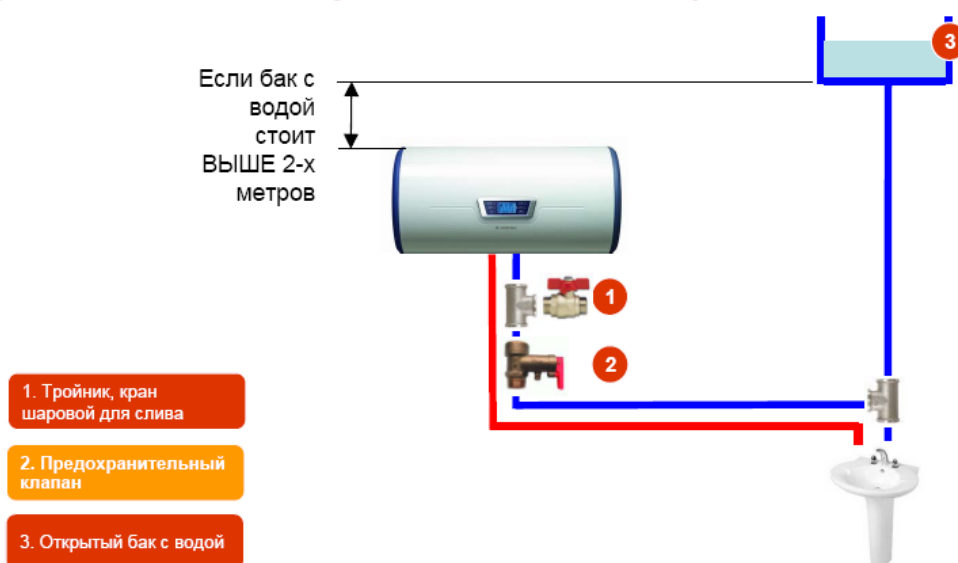 3
Если бак с
водой
стоит
ВЫШЕ 2-х
метров
1
2
1. Тройник, кран
шаровой для слива
2. Предохранительный
клапан
3. Открытый бак с водой